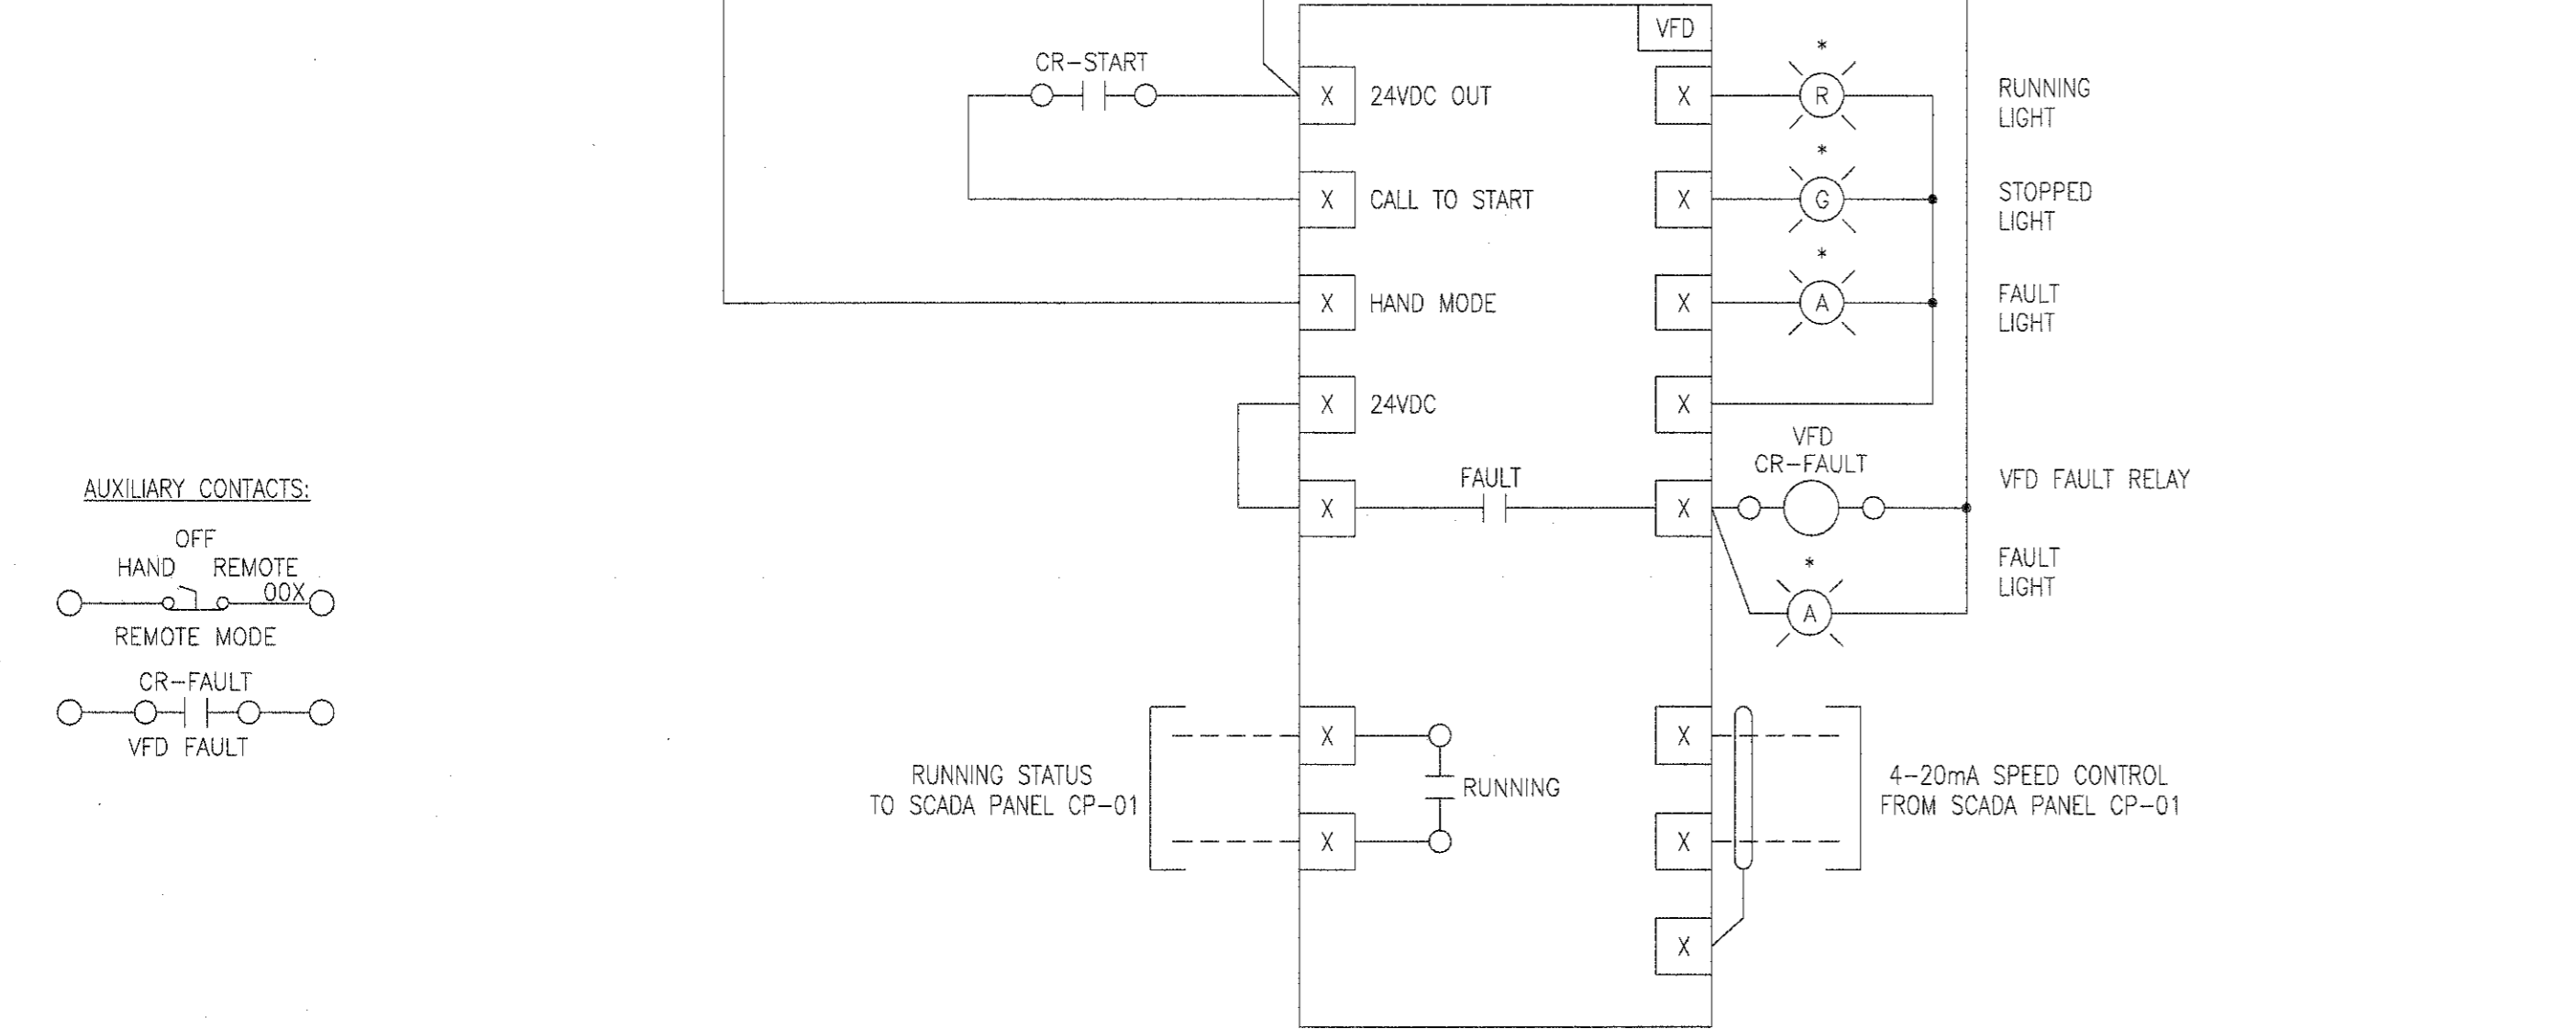 VFD
CR-START
X 24VDC OUT
X
*
R
RUNNING
LIGHT
X CALL TO START
X
*
G
STOPPED
LIGHT
X HAND MODE
X
*
A
FAULT
LIGHT
X 24VDC
X
X
FAULT
X
VFD
CR-FAULT
VFD FAULT RELAY
*
A
FAULT
LIGHT
AUXILIARY CONTACTS:
OFF
HAND REMOTE
00X
REMOTE MODE
CR-FAULT
VFD FAULT
RUNNING STATUS
TO SCADA PANEL CP-01
X
RUNNING
X
X
X
4-20mA SPEED CONTROL
FROM SCADA PANEL CP-01
X